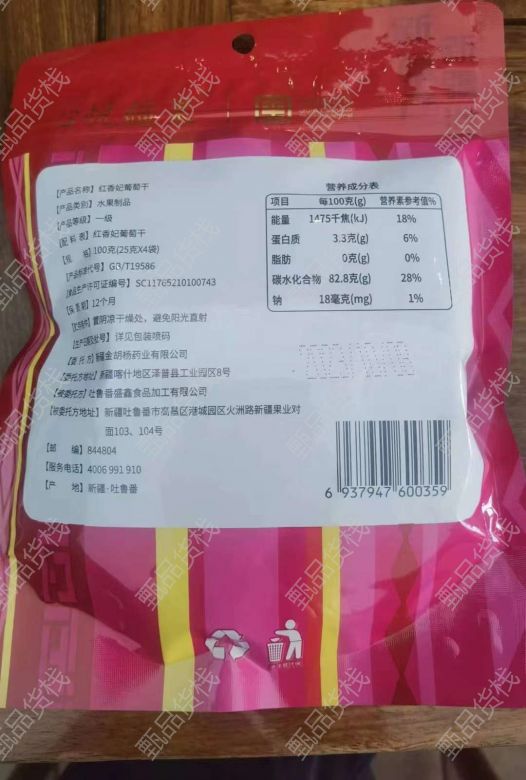 【产品名称】红香妃葡萄干
【产品类别】水果制品
【产品等级】一级
【配 料 表】红香妃葡萄干
【规 格】100克(25克X4袋)
【产品标准代号】GB/T19586
【食品生产许可证编号】SC11765210100743
【保 质 期】12个月
【贮存条件】置阴凉干燥处，避免阳光直射
【生产日期及批号】详见包装喷码
【委 托 方】新疆金胡杨药业有限公司
【委托方地址】新疆喀什地区泽普县工业园区8号
【被委托方】吐鲁番盛鑫食品加工有限公司
【被委托方地址】新疆吐鲁番市高昌区港城园区火洲路新疆果业对
面103、104号
【邮 编】844804
【服务电话】4006 991 910
【产 地】新疆·吐鲁番
营养成分表
项目 每100克(g) 营养素参考值%
能量 1475千焦(kJ) 18%
蛋白质 3.3克(g) 6%
脂肪 0克(g) 0%
碳水化合物 82.8克(g) 28%
钠 18毫克(mg) 1%
6 937947 600359
甄品货栈